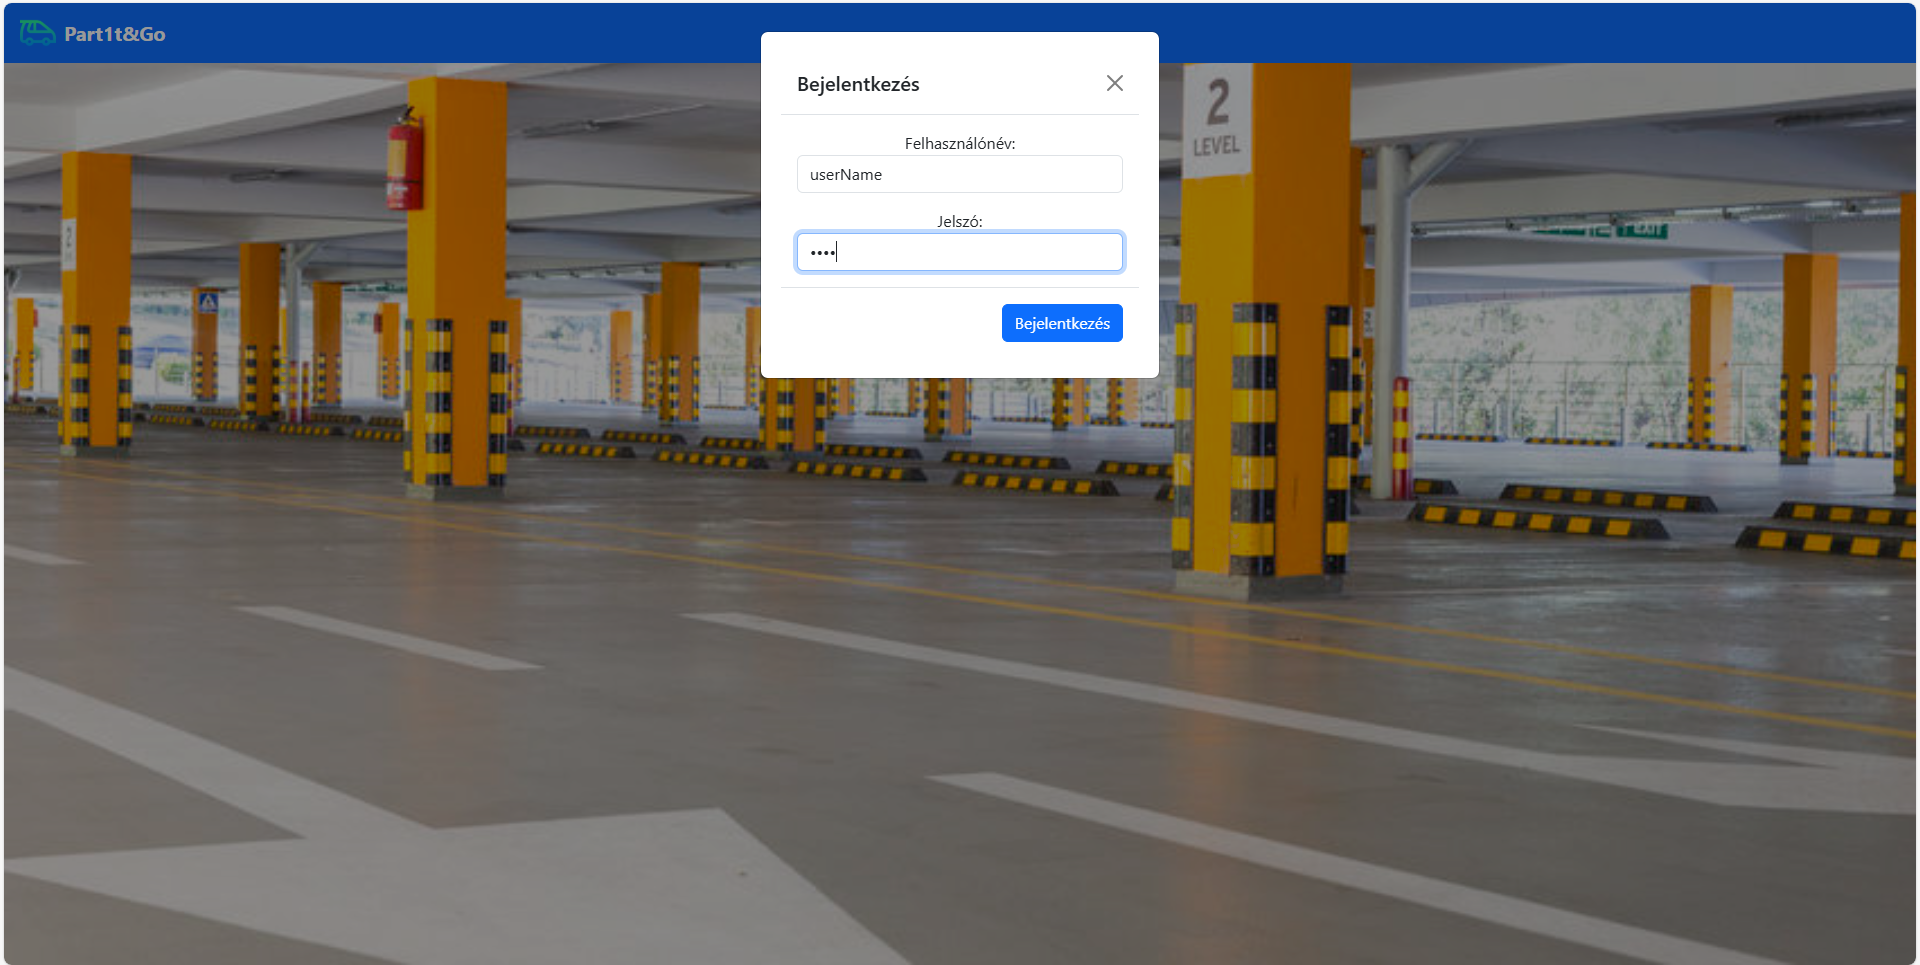 Part1t&Go
Bejelentkezés
Felhasználónév:
userName
Jelszó:
••••
Bejelentkezés
2
LEVEL
EXIT